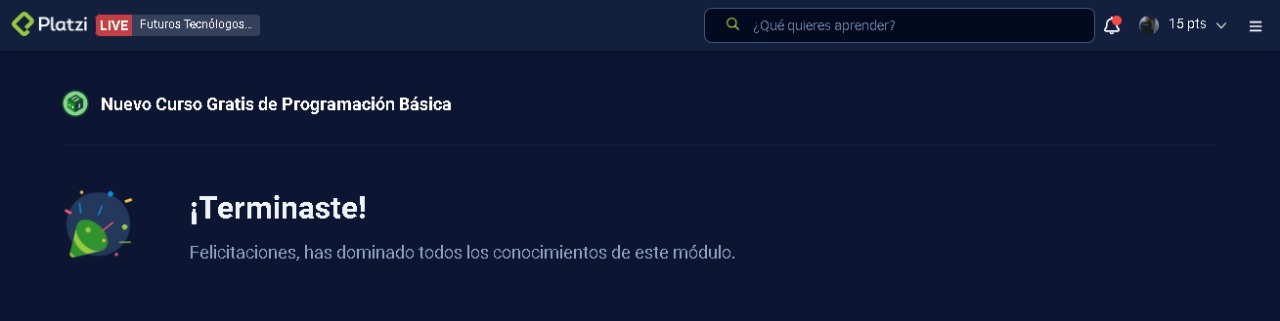 Platzi LIVE Futuros Tecnólogos... ¿Qué quieres aprender? 15 pts
Nuevo Curso Gratis de Programación Básica
¡Terminaste!
Felicitaciones, has dominado todos los conocimientos de este módulo.